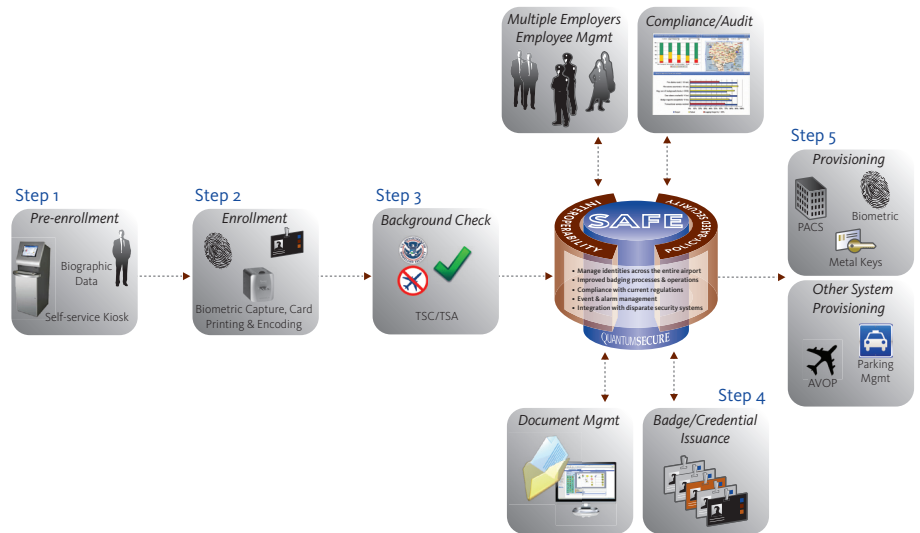 Multiple Employers
Employee Mgmt
Compliance/Audit
Step 1
Pre-enrollment
Biographic
Data
Self-service Kiosk
Step 2
Enrollment
Biometric Capture, Card
Printing & Encoding
Step 3
Background Check
TSC/TSA
INTEROPERABILITY
POLICY-BASED SECURITY
SAFE
• Manage identities across the entire airport
• Improved badging processes & operations
• Compliance with current regulations
• Event & alarm management
• Integration with disparate security systems
QUANTUMSECURE
Step 5
Provisioning
PACS
Biometric
Metal Keys
Other System
Provisioning
AVOP
Parking
Mgmt
Document Mgmt
Step 4
Badge/Credential
Issuance